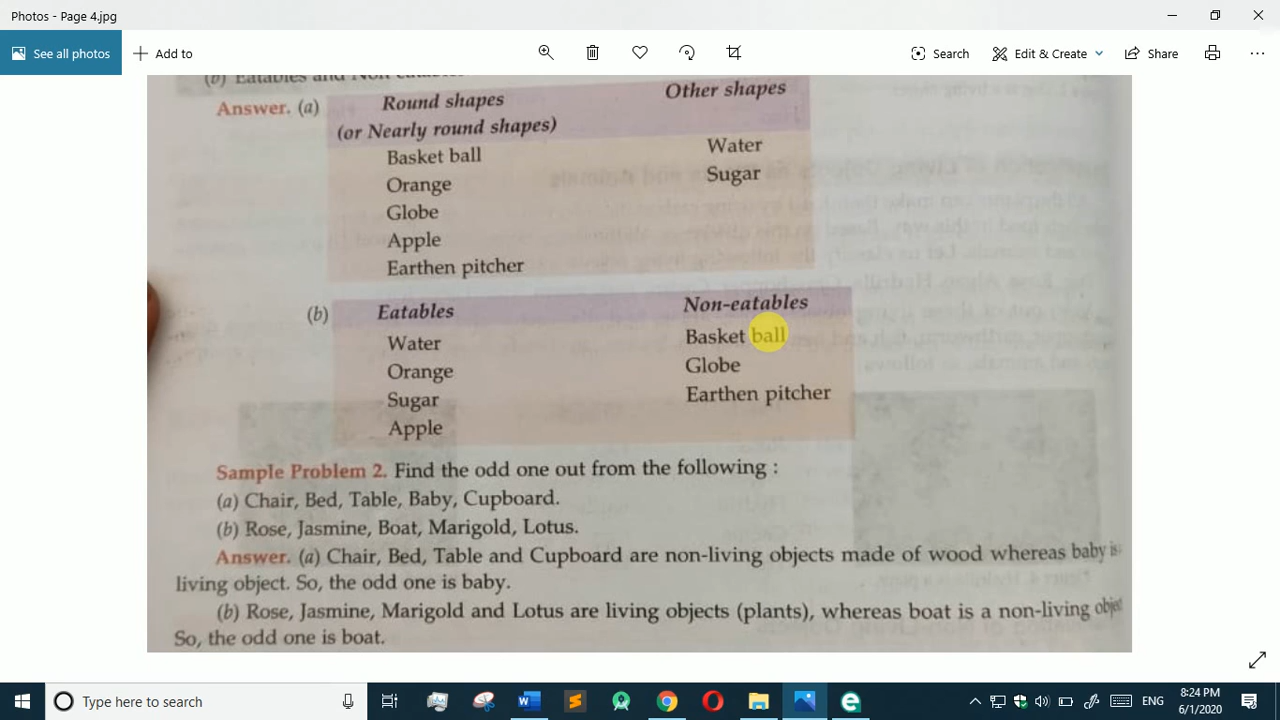 Photos - Page 4.jpg
See all photos
Add to
Search
Edit & Create
Share
(b) Eatables and Non-eatables
Answer. (a)
Round shapes
(or Nearly round shapes)
Other shapes
Basket ball
Water
Orange
Sugar
Globe
Apple
Earthen pitcher
(b)
Eatables
Non-eatables
Water
Basket ball
Orange
Globe
Sugar
Earthen pitcher
Apple
Sample Problem 2. Find the odd one out from the following :
(a) Chair, Bed, Table, Baby, Cupboard.
(b) Rose, Jasmine, Boat, Marigold, Lotus.
Answer. (a) Chair, Bed, Table and Cupboard are non-living objects made of wood whereas baby is
living object. So, the odd one is baby.
(b) Rose, Jasmine, Marigold and Lotus are living objects (plants), whereas boat is a non-living
So, the odd one is boat.
Type here to search
ENG
8:24 PM
6/1/2020